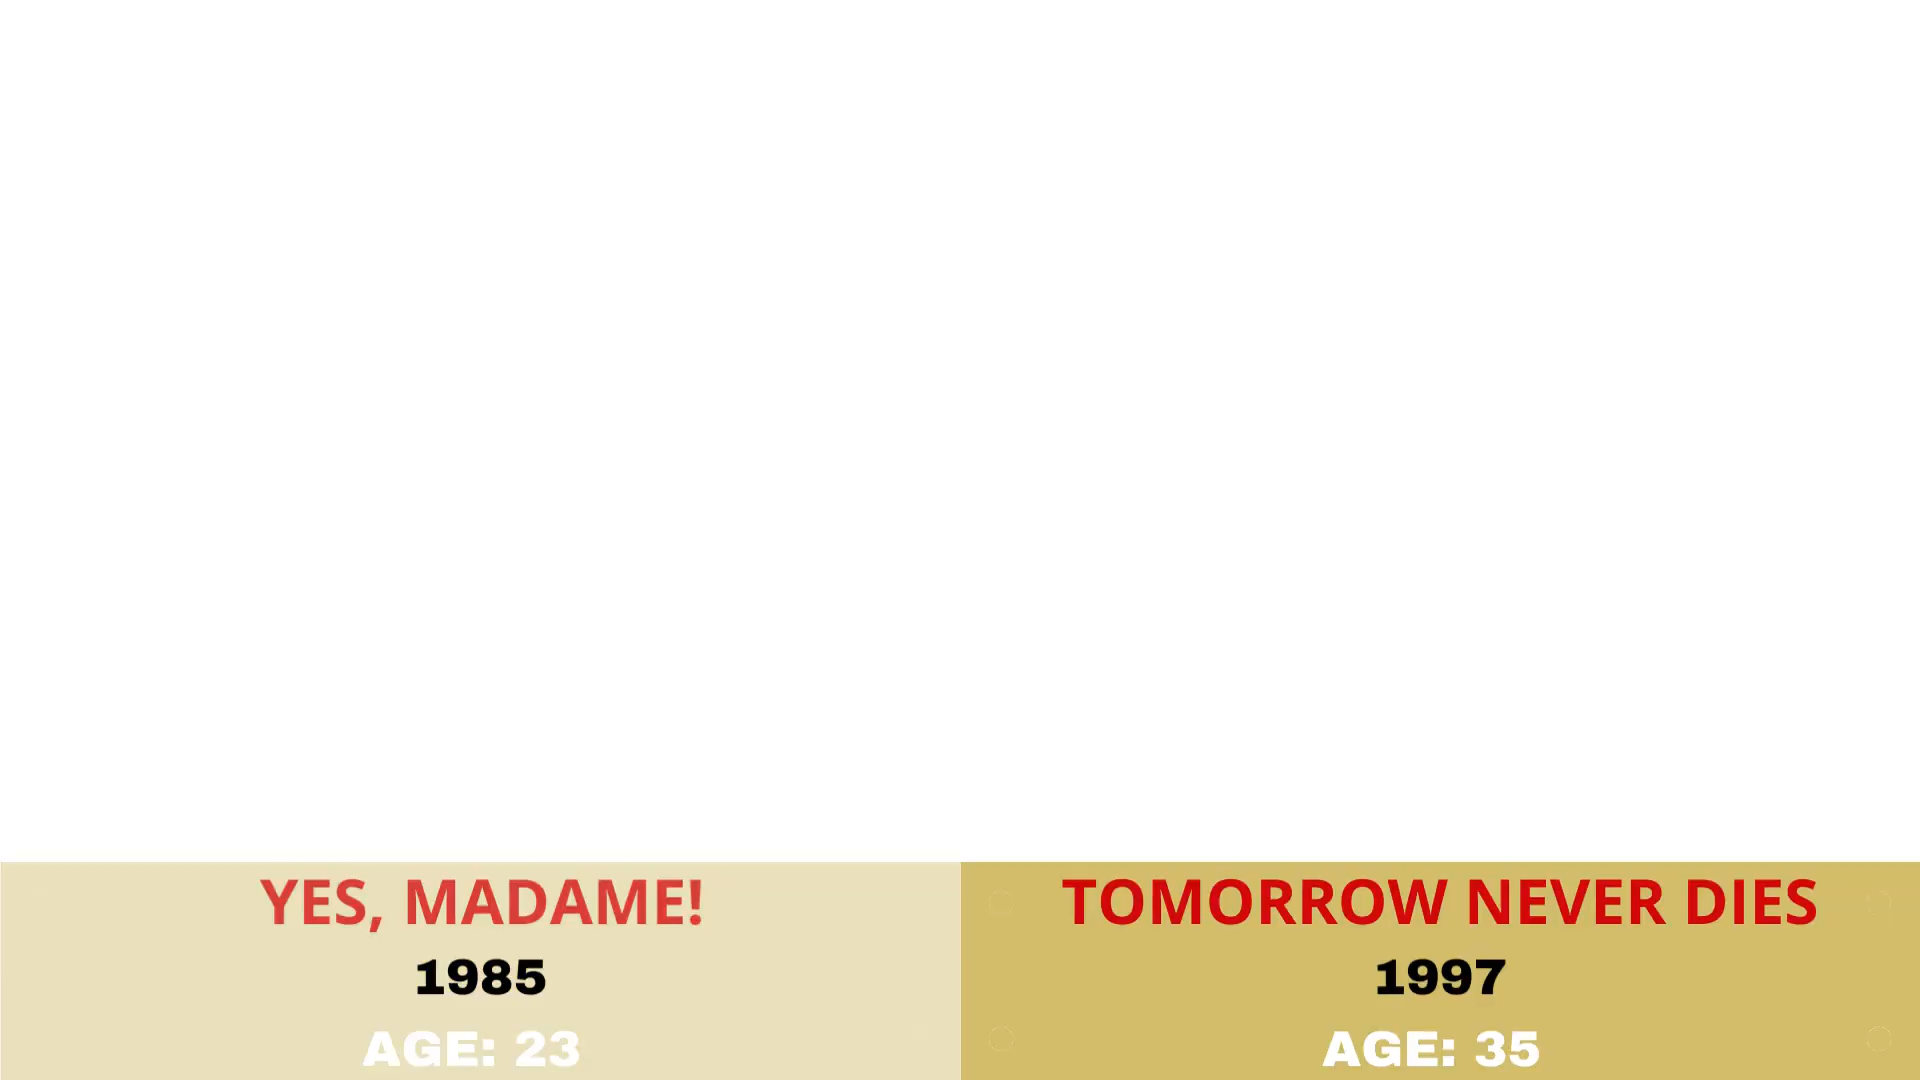 YES, MADAME!
1985
AGE: 23
TOMORROW NEVER DIES
1997
AGE: 35